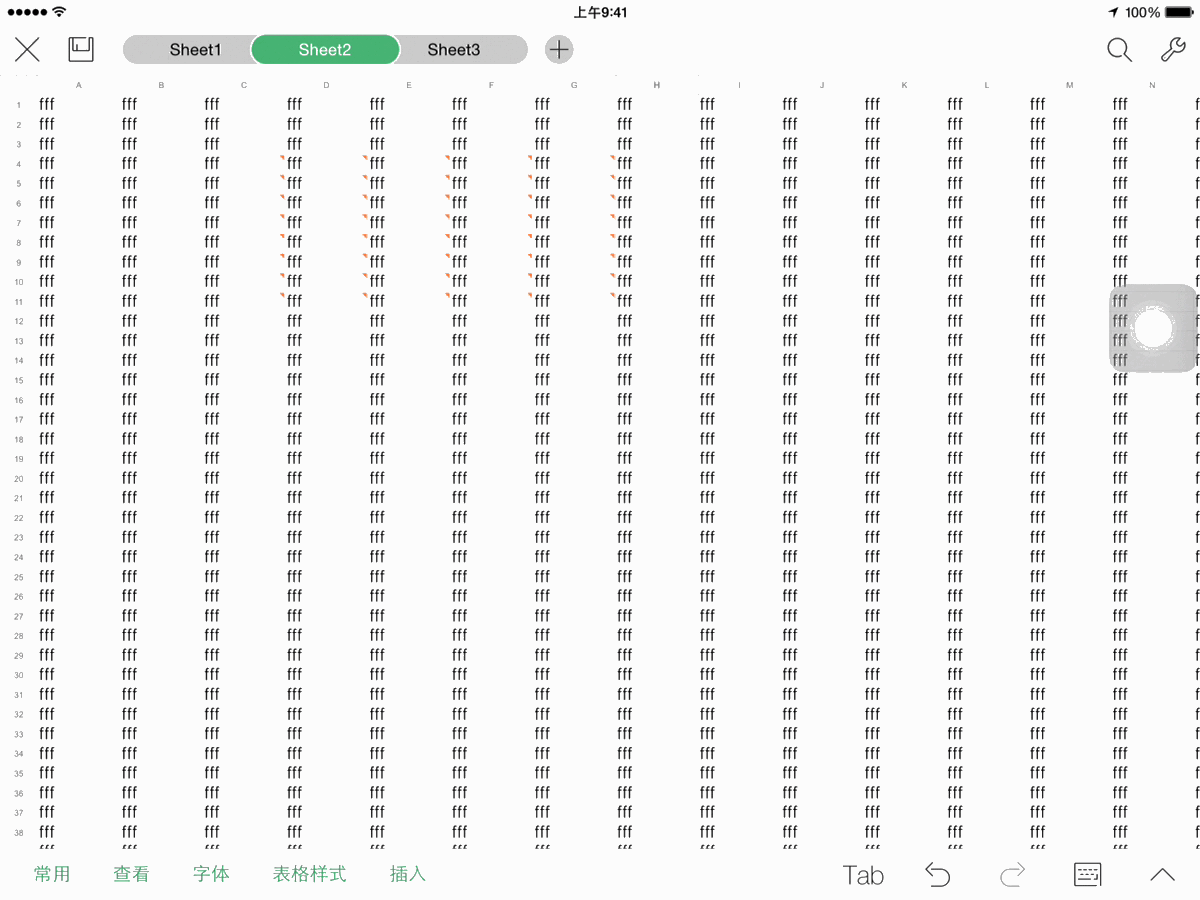 上午9:41 100%
Sheet1 Sheet2 Sheet3
A B C D E F G H I J K L M N
1 fff fff fff fff fff fff fff fff fff fff fff fff fff fff f
2 fff fff fff fff fff fff fff fff fff fff fff fff fff fff f
3 fff fff fff fff fff fff fff fff fff fff fff fff fff fff f
4 fff fff fff fff fff fff fff fff fff fff fff fff fff fff f
5 fff fff fff fff fff fff fff fff fff fff fff fff fff fff f
6 fff fff fff fff fff fff fff fff fff fff fff fff fff fff f
7 fff fff fff fff fff fff fff fff fff fff fff fff fff fff f
8 fff fff fff fff fff fff fff fff fff fff fff fff fff fff f
9 fff fff fff fff fff fff fff fff fff fff fff fff fff fff f
10 fff fff fff fff fff fff fff fff fff fff fff fff fff fff f
11 fff fff fff fff fff fff fff fff fff fff fff fff fff fff f
12 fff fff fff fff fff fff fff fff fff fff fff fff fff fff f
13 fff fff fff fff fff fff fff fff fff fff fff fff fff fff f
14 fff fff fff fff fff fff fff fff fff fff fff fff fff fff f
15 fff fff fff fff fff fff fff fff fff fff fff fff fff fff f
16 fff fff fff fff fff fff fff fff fff fff fff fff fff fff f
17 fff fff fff fff fff fff fff fff fff fff fff fff fff fff f
18 fff fff fff fff fff fff fff fff fff fff fff fff fff fff f
19 fff fff fff fff fff fff fff fff fff fff fff fff fff fff f
20 fff fff fff fff fff fff fff fff fff fff fff fff fff fff f
21 fff fff fff fff fff fff fff fff fff fff fff fff fff fff f
22 fff fff fff fff fff fff fff fff fff fff fff fff fff fff f
23 fff fff fff fff fff fff fff fff fff fff fff fff fff fff f
24 fff fff fff fff fff fff fff fff fff fff fff fff fff fff f
25 fff fff fff fff fff fff fff fff fff fff fff fff fff fff f
26 fff fff fff fff fff fff fff fff fff fff fff fff fff fff f
27 fff fff fff fff fff fff fff fff fff fff fff fff fff fff f
28 fff fff fff fff fff fff fff fff fff fff fff fff fff fff f
29 fff fff fff fff fff fff fff fff fff fff fff fff fff fff f
30 fff fff fff fff fff fff fff fff fff fff fff fff fff fff f
31 fff fff fff fff fff fff fff fff fff fff fff fff fff fff f
32 fff fff fff fff fff fff fff fff fff fff fff fff fff fff f
33 fff fff fff fff fff fff fff fff fff fff fff fff fff fff f
34 fff fff fff fff fff fff fff fff fff fff fff fff fff fff f
35 fff fff fff fff fff fff fff fff fff fff fff fff fff fff f
36 fff fff fff fff fff fff fff fff fff fff fff fff fff fff f
37 fff fff fff fff fff fff fff fff fff fff fff fff fff fff f
38 fff fff fff fff fff fff fff fff fff fff fff fff fff fff f
常用 查看 字体 表格样式 插入 Tab